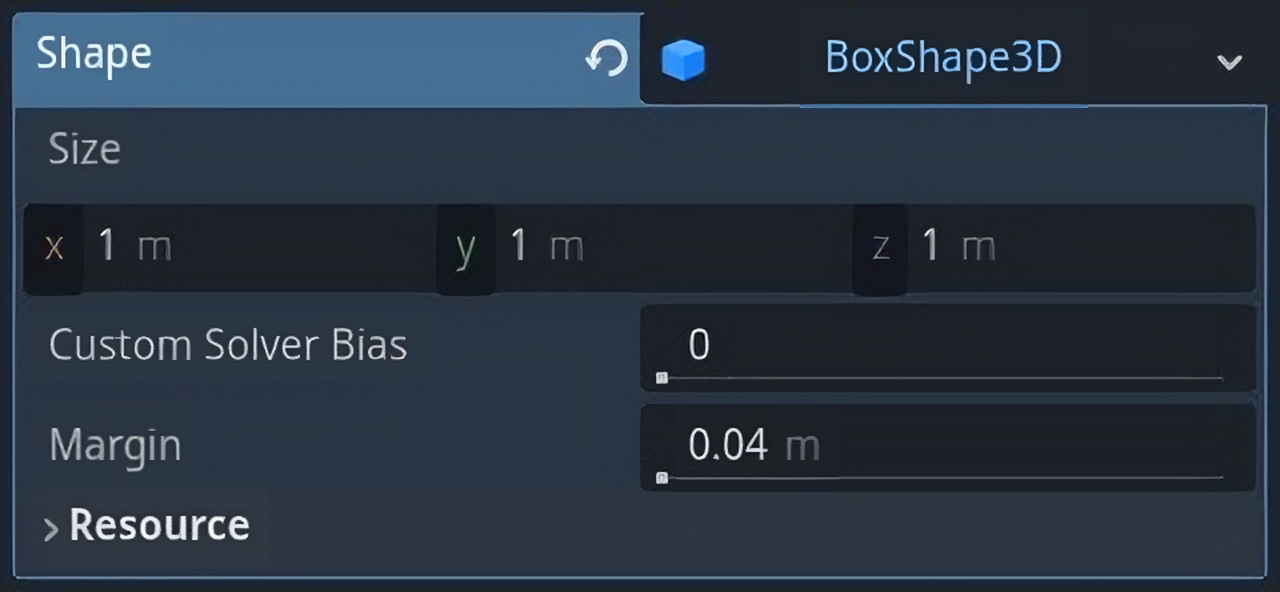 Shape BoxShape3D
Size
x 1 m y 1 m z 1 m
Custom Solver Bias 0
Margin 0.04 m
Resource